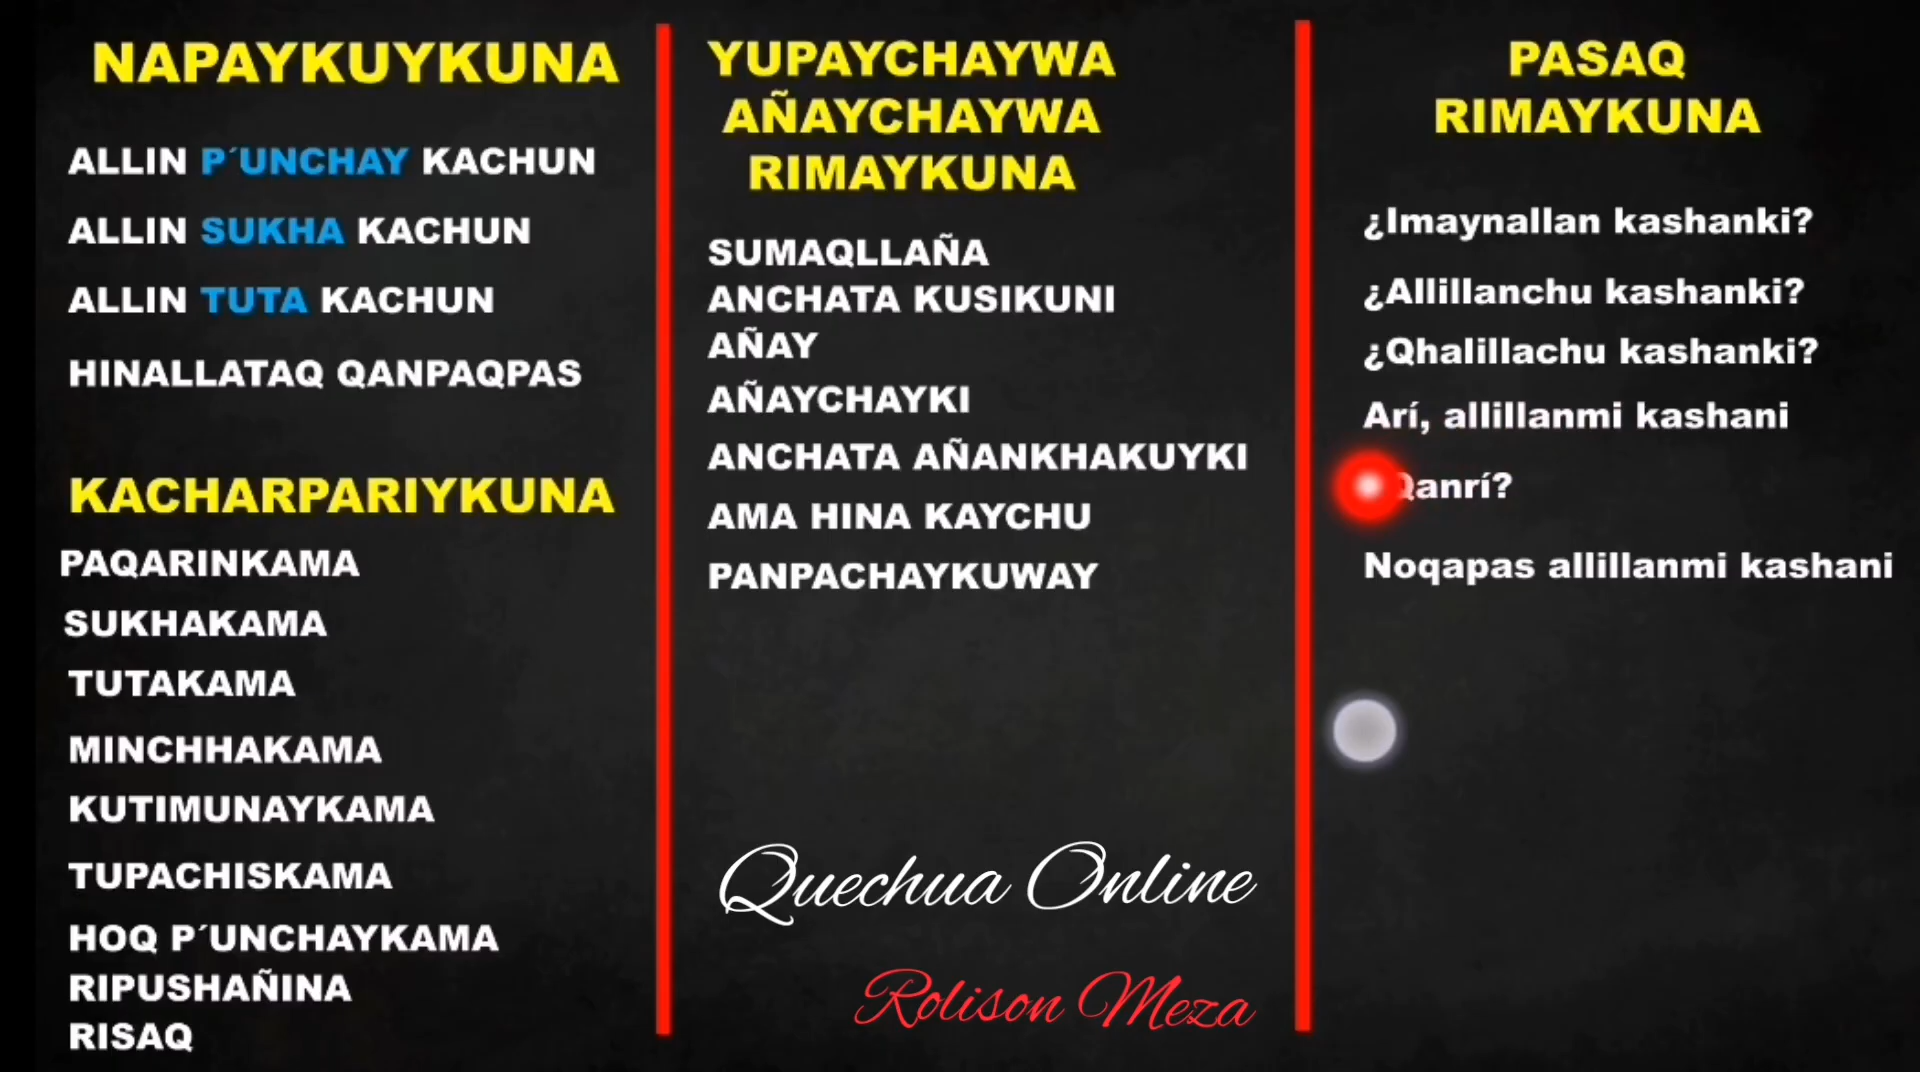 NAPAYKUYKUNA
ALLIN P´UNCHAY KACHUN
ALLIN SUKHA KACHUN
ALLIN TUTA KACHUN
HINALLATAQ QANPAQPAS
KACHARPARIYKUNA
PAQARINKAMA
SUKHAKAMA
TUTAKAMA
MINCHHAKAMA
KUTIMUNAYKAMA
TUPACHISKAMA
HOQ P´UNCHAYKAMA
RIPUSHAÑINA
RISAQ
YUPAYCHAYWA
AÑAYCHAYWA
RIMAYKUNA
SUMAQLLAÑA
ANCHATA KUSIKUNI
AÑAY
AÑAYCHAYKI
ANCHATA AÑANKHAKUYKI
AMA HINA KAYCHU
PANPACHAYKUWAY
Quechua Online
Rolison Meza
PASAQ
RIMAYKUNA
¿Imaynallan kashanki?
¿Allillanchu kashanki?
¿Qhalillachu kashanki?
Arí, allillanmi kashani
Qanrí?
Noqapas allillanmi kashani